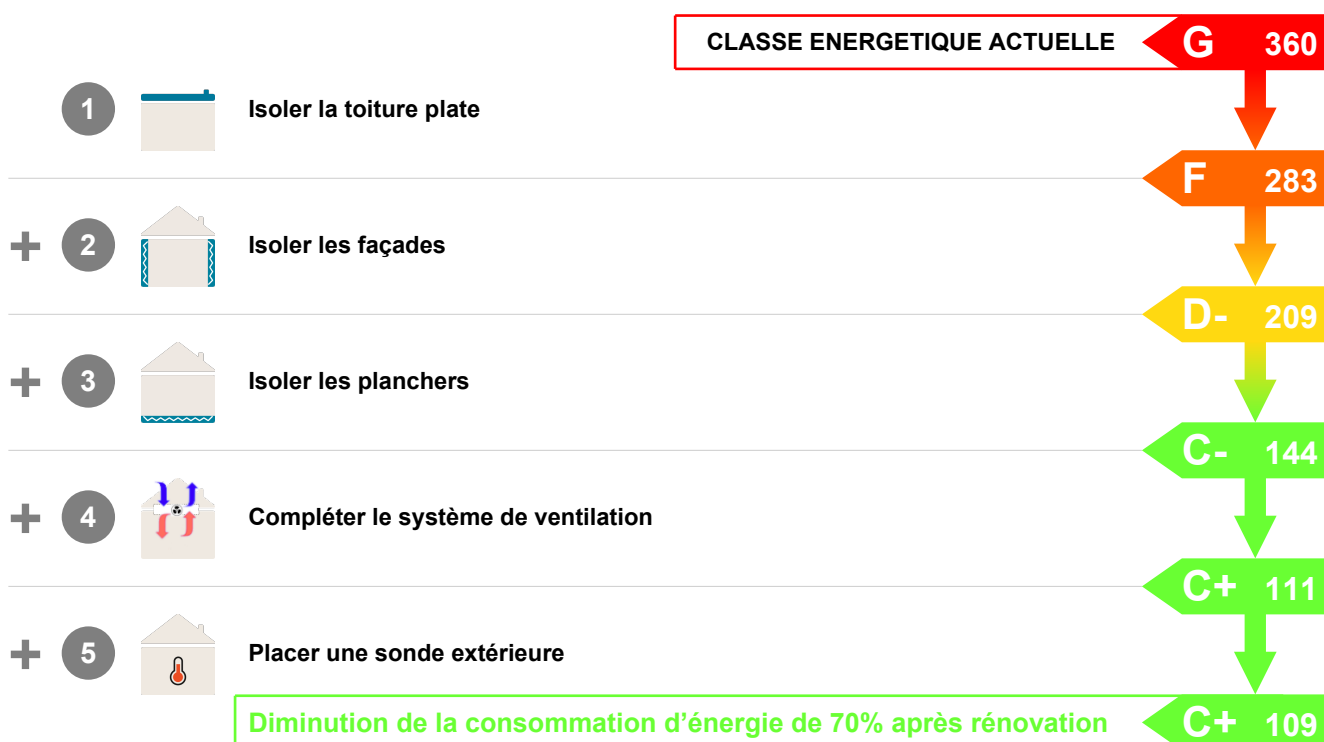 CLASSE ENERGETIQUE ACTUELLE G 360
1 Isoler la toiture plate
F 283
+ 2 Isoler les façades
D- 209
+ 3 Isoler les planchers
C- 144
+ 4 Compléter le système de ventilation
C+ 111
+ 5 Placer une sonde extérieure
Diminution de la consommation d’énergie de 70% après rénovation C+ 109